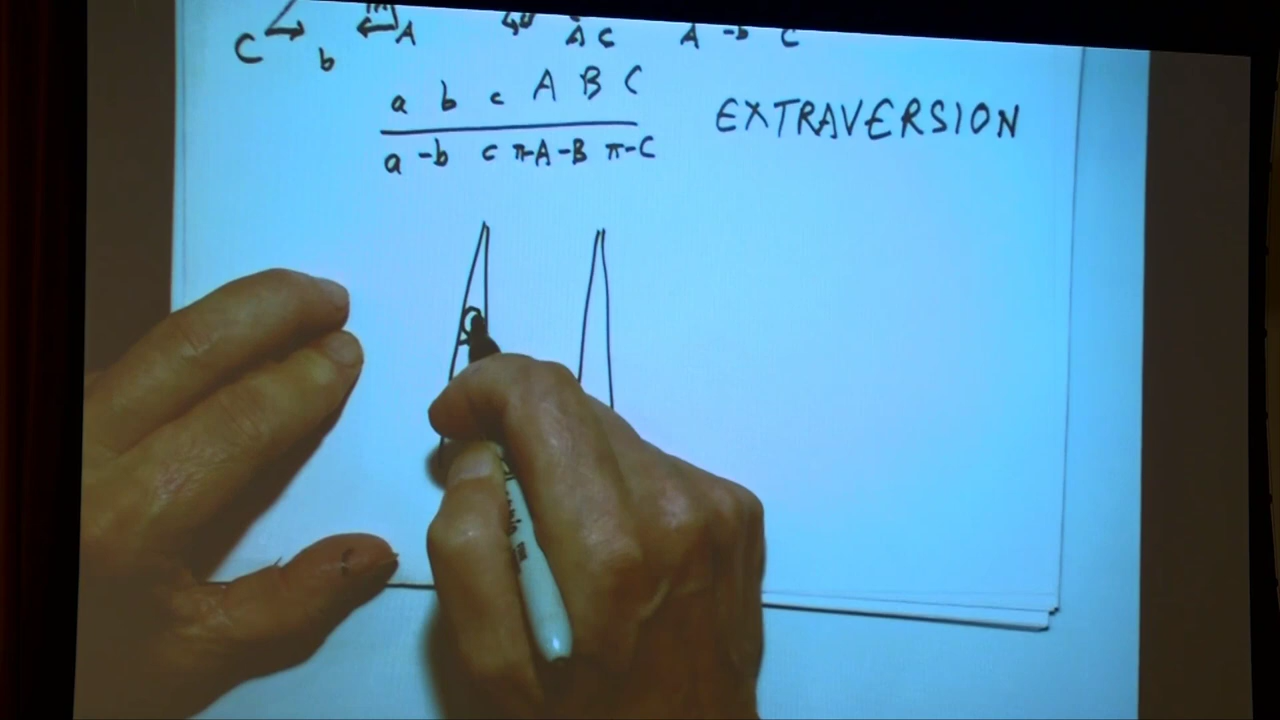 C b A A C A -b C
a b c A B C
EXTRAVERSION
a -b c π-A -B π-C